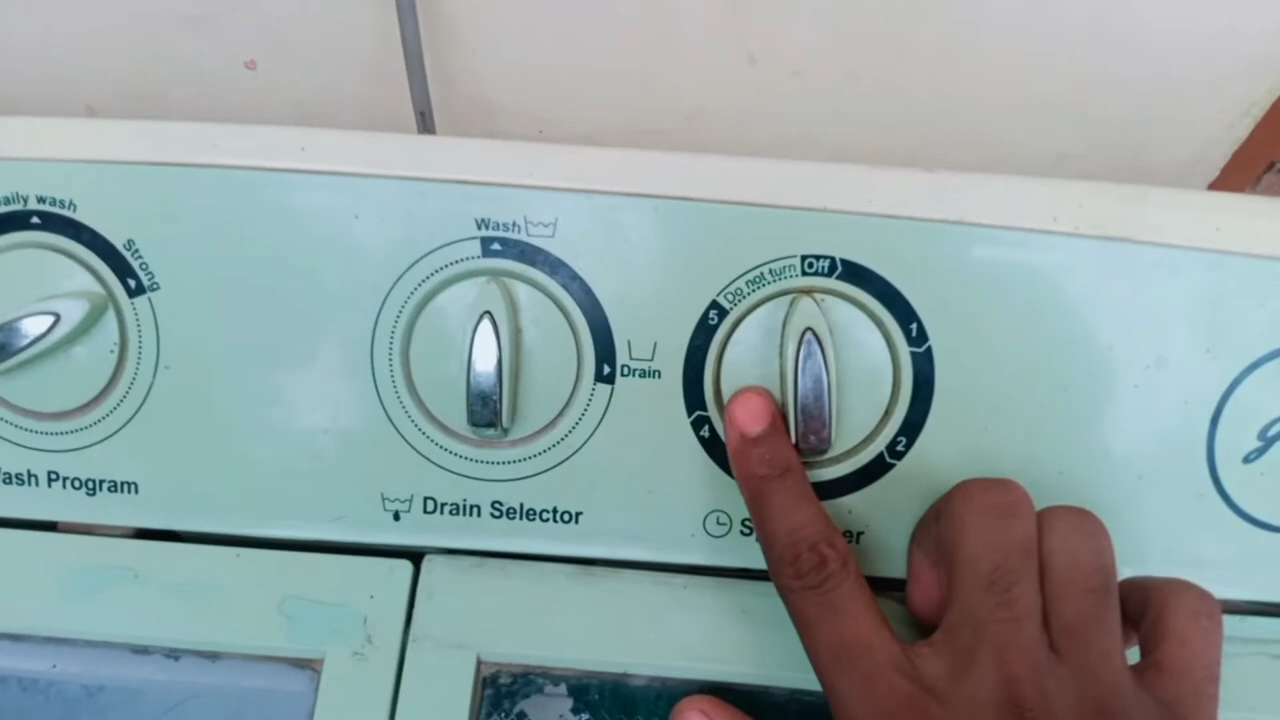 aily wash
Strong
ash Program
Wash
Drain
Drain Selector
Off
Do not turn
1
2
4
5